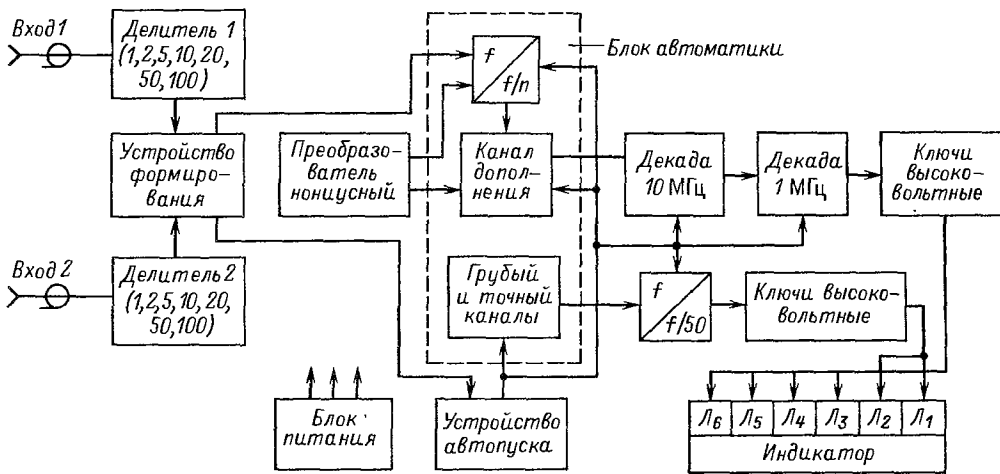 Вход 1
Делитель 1
(1,2,5,10,20,
50,100)
Устройство
формиро-
вания
Вход 2
Делитель 2
(1,2,5,10,20,
50,100)
Преобразо-
ватель
нониусный
f
f/n
Блок автоматики
Канал
допол-
нения
Декада
10 МГц
Декада
1 МГц
Ключи
высоко-
вольтные
Грубый
и точный
каналы
f
f/50
Ключи высоко-
вольтные
Блок
питания
Устройство
автопуска
Л6 Л5 Л4 Л3 Л2 Л1
Индикатор